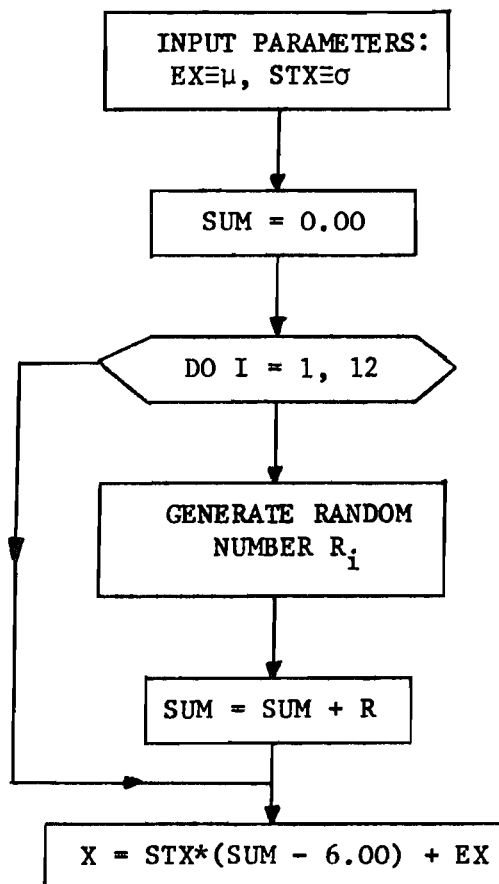 INPUT PARAMETERS:
EX≡μ, STX≡σ
SUM = 0.00
DO I = 1, 12
GENERATE RANDOM
NUMBER Ri
SUM = SUM + R
X = STX*(SUM - 6.00) + EX